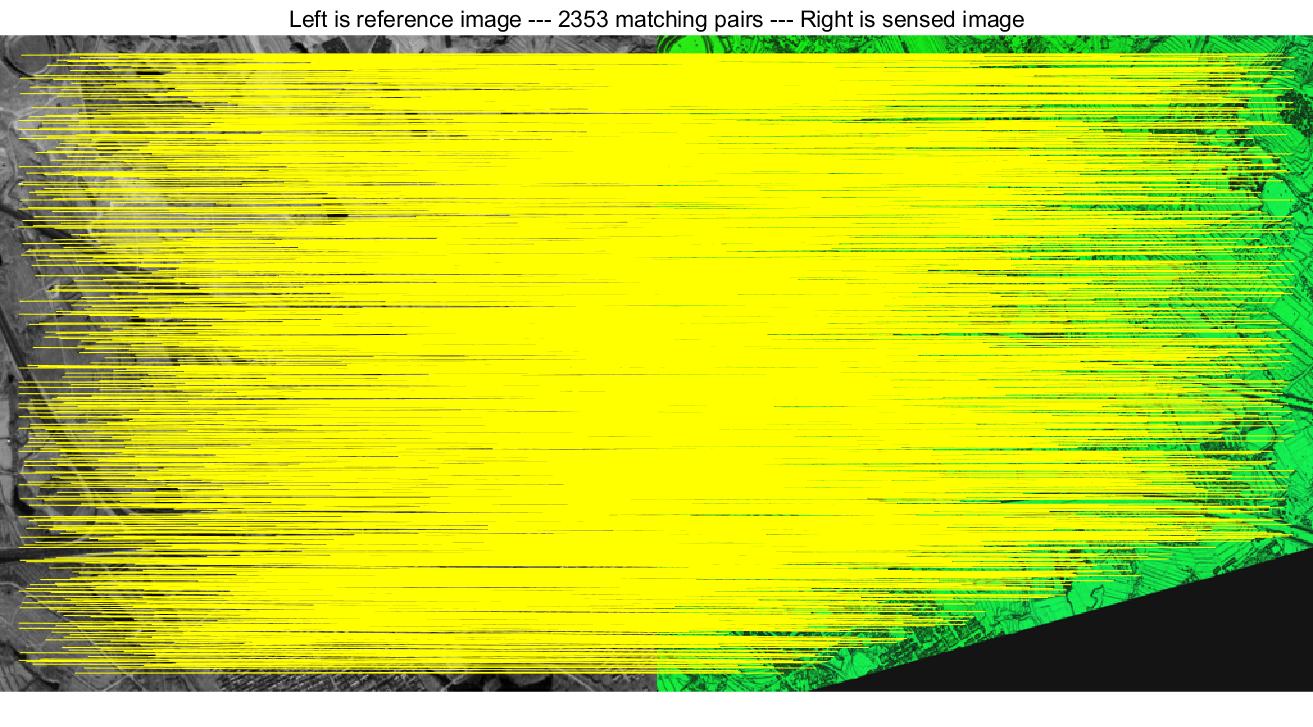 Left is reference image --- 2353 matching pairs --- Right is sensed image